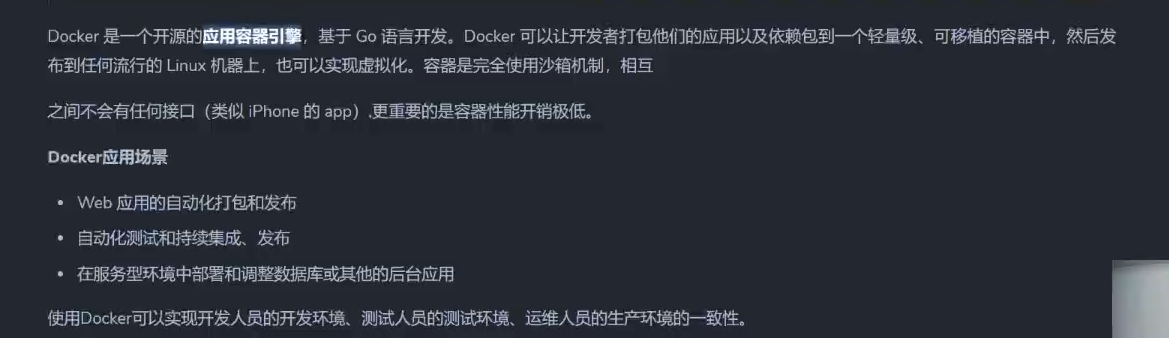 Docker 是一个开源的应用容器引擎，基于 Go 语言开发。Docker 可以让开发者打包他们的应用以及依赖包到一个轻量级、可移植的容器中，然后发
布到任何流行的 Linux 机器上，也可以实现虚拟化。容器是完全使用沙箱机制，相互
之间不会有任何接口（类似 iPhone 的 app）,更重要的是容器性能开销极低。
Docker应用场景
• Web 应用的自动化打包和发布
• 自动化测试和持续集成、发布
• 在服务型环境中部署和调整数据库或其他的后台应用
使用Docker可以实现开发人员的开发环境、测试人员的测试环境、运维人员的生产环境的一致性。